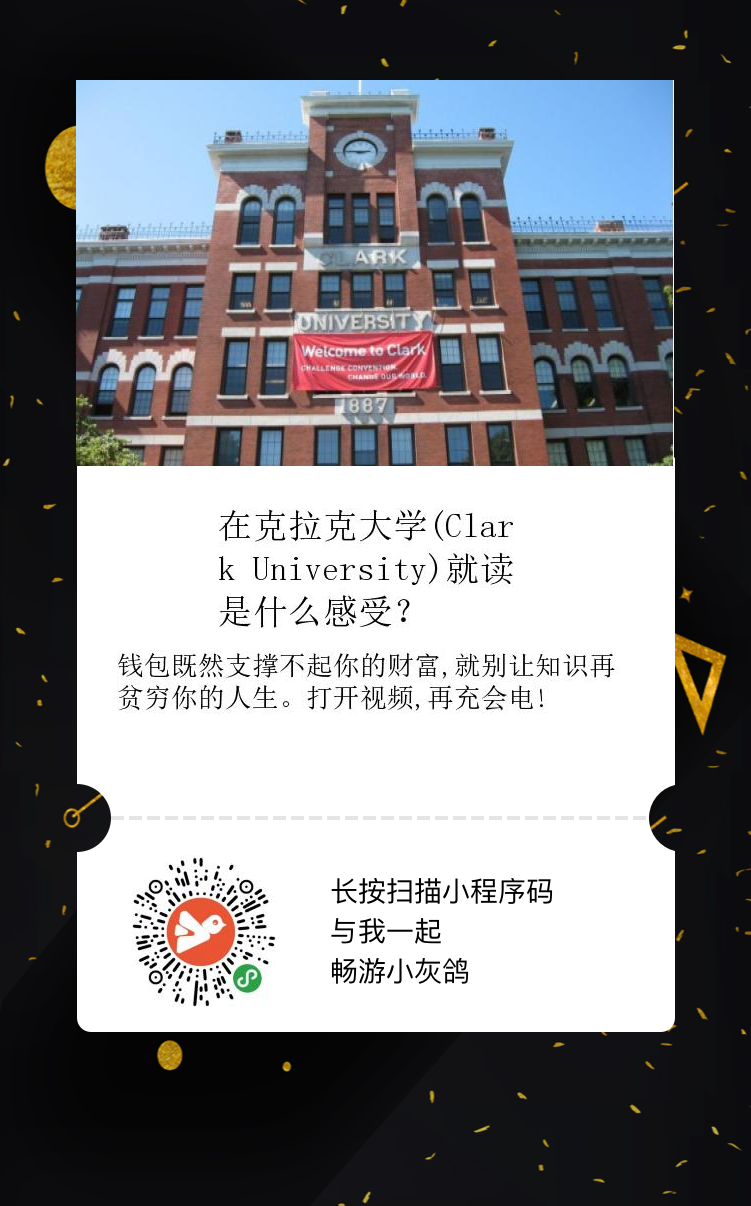 CLARK
UNIVERSITY
Welcome to Clark
CHALLENGE CONVENTION.
CHANGE OUR WORLD.
1887
在克拉克大学(Clar
k University)就读
是什么感受?
钱包既然支撑不起你的财富,就别让知识再
贫穷你的人生。打开视频,再充会电!
长按扫描小程序码
与我一起
畅游小灰鸽